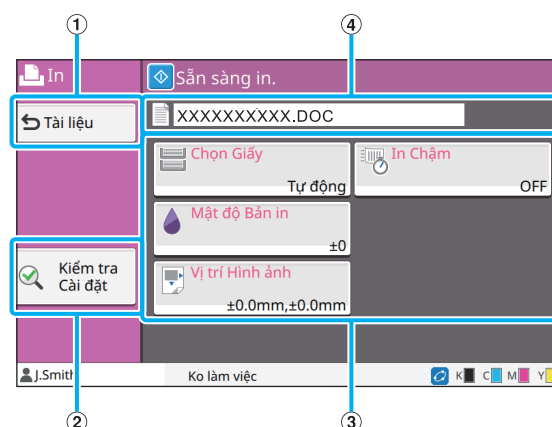 ① ④
In
Sẵn sàng in.
Tài liệu
XXXXXXXXXX.DOC
Chọn Giấy
Tự động
In Chậm
OFF
Mật độ Bản in
±0
Kiểm tra
Cài đặt
Vị trí Hình ảnh
±0.0mm,±0.0mm
J.Smith
Ko làm việc
K C M Y
② ③